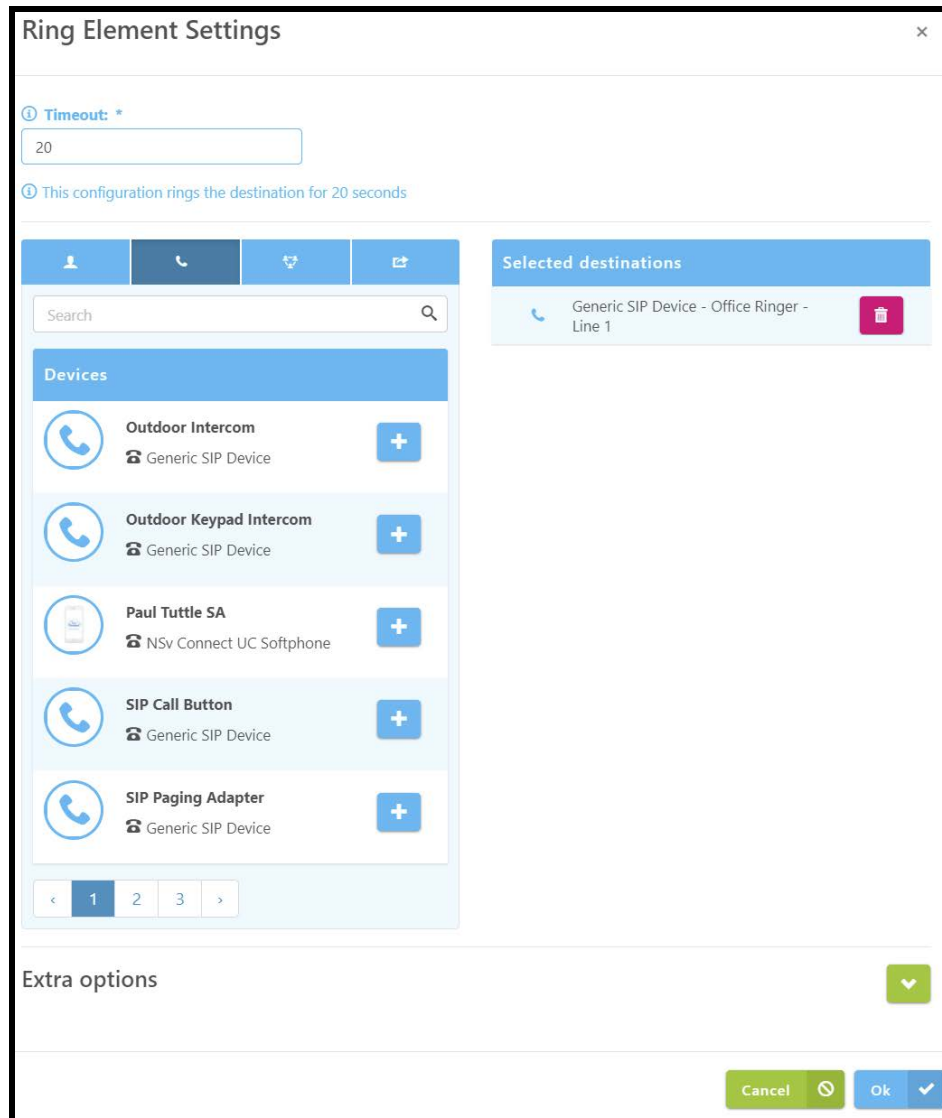 Ring Element Settings
Timeout: *
20
This configuration rings the destination for 20 seconds
Search
Devices
Outdoor Intercom
Generic SIP Device
Outdoor Keypad Intercom
Generic SIP Device
Paul Tuttle SA
NSv Connect UC Softphone
SIP Call Button
Generic SIP Device
SIP Paging Adapter
Generic SIP Device
‹ 1 2 3 ›
Selected destinations
Generic SIP Device - Office Ringer -
Line 1
Extra options
Cancel
Ok